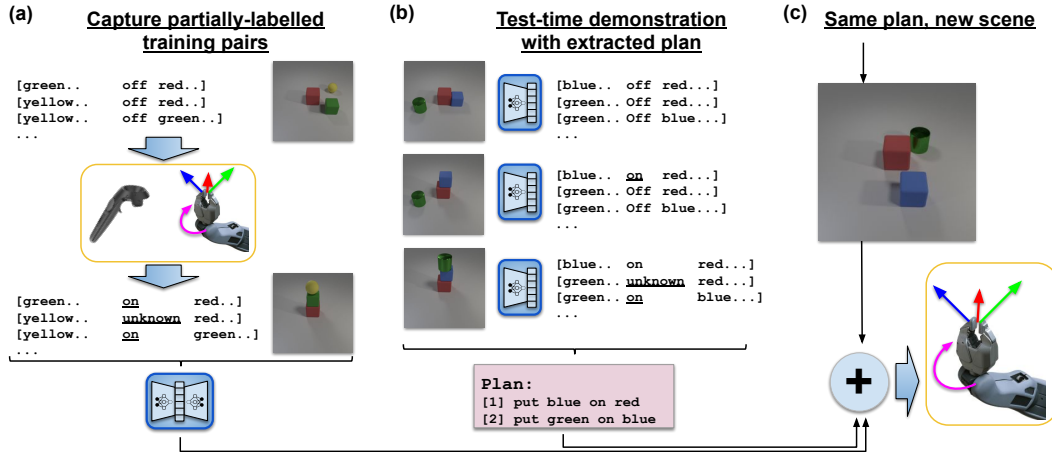 (a)
Capture partially-labelled
training pairs
[green.. off red..]
[yellow.. off red..]
[yellow.. off green..]
...
[green.. on red..]
[yellow.. unknown red..]
[yellow.. on green..]
...
(b)
Test-time demonstration
with extracted plan
[blue.. Off red...]
[green.. Off red...]
[green.. Off blue...]
...
[blue.. on red...]
[green.. Off red...]
[green.. Off blue...]
...
[blue.. on red...]
[green.. unknown red...]
[green.. on blue...]
...
Plan:
[1] put blue on red
[2] put green on blue
(c)
Same plan, new scene
+